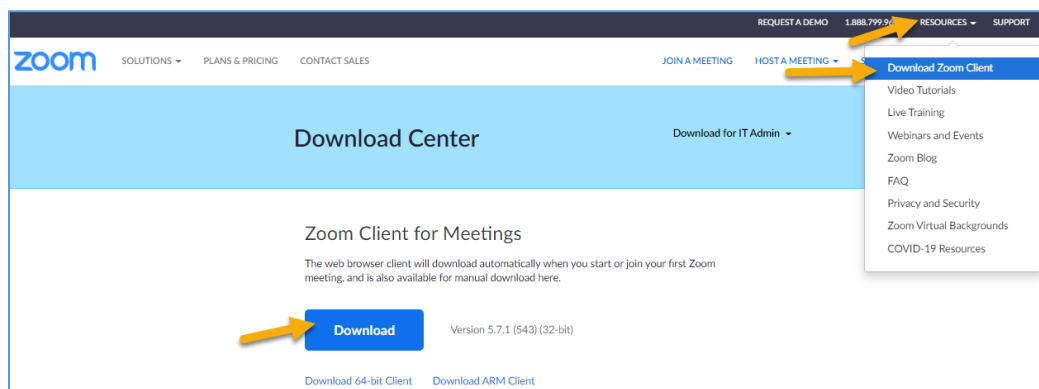 REQUEST A DEMO 1.888.799.96 RESOURCES SUPPORT
zoom SOLUTIONS PLANS & PRICING CONTACT SALES JOIN A MEETING HOST A MEETING
Download Zoom Client
Video Tutorials
Live Training
Webinars and Events
Zoom Blog
FAQ
Privacy and Security
Zoom Virtual Backgrounds
COVID-19 Resources
Download Center Download for IT Admin
Zoom Client for Meetings
The web browser client will download automatically when you start or join your first Zoom
meeting, and is also available for manual download here.
Download Version 5.7.1 (543) (32-bit)
Download 64-bit Client Download ARM Client